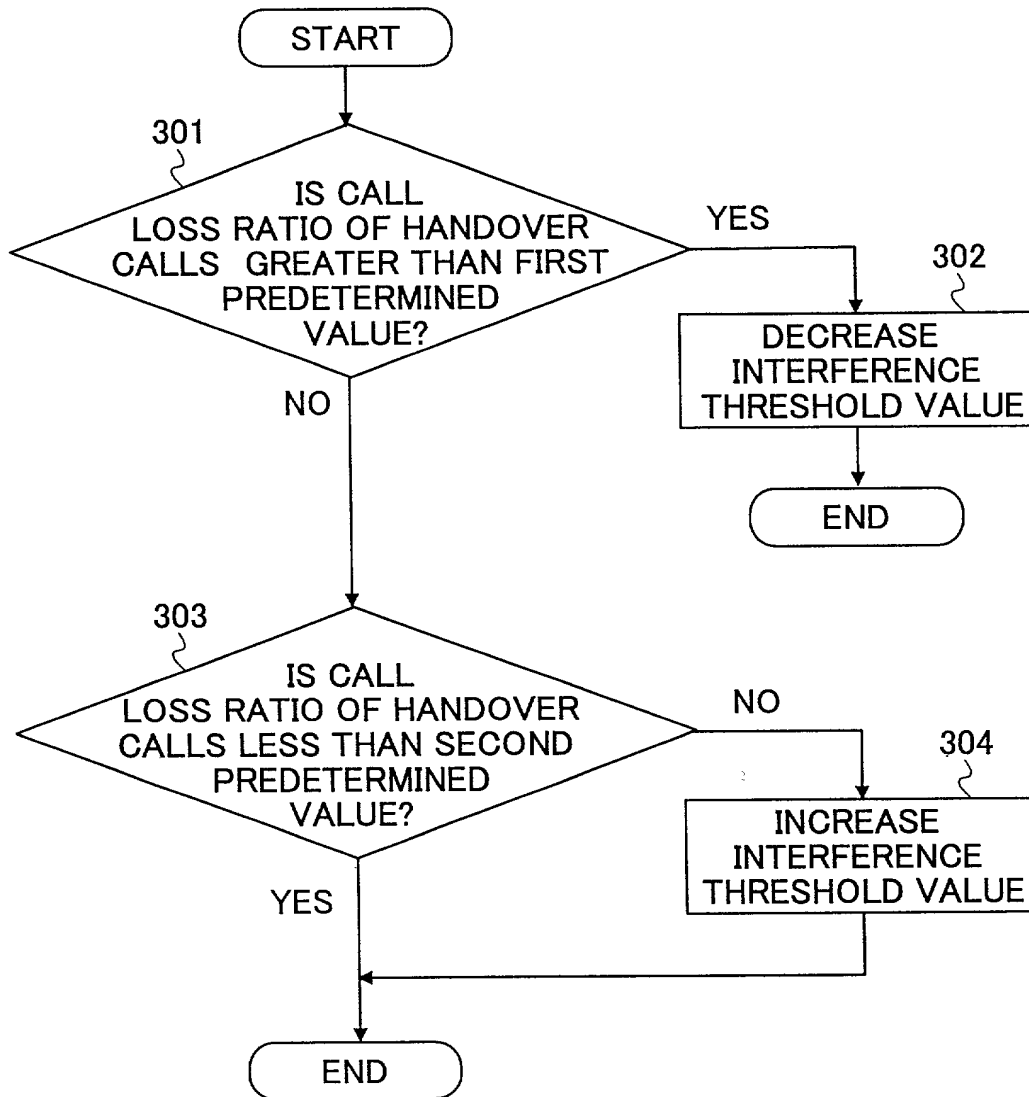 START
301
IS CALL
LOSS RATIO OF HANDOVER
CALLS GREATER THAN FIRST
PREDETERMINED
VALUE?
YES
302
DECREASE
INTERFERENCE
THRESHOLD VALUE
END
NO
303
IS CALL
LOSS RATIO OF HANDOVER
CALLS LESS THAN SECOND
PREDETERMINED
VALUE?
NO
304
INCREASE
INTERFERENCE
THRESHOLD VALUE
YES
END